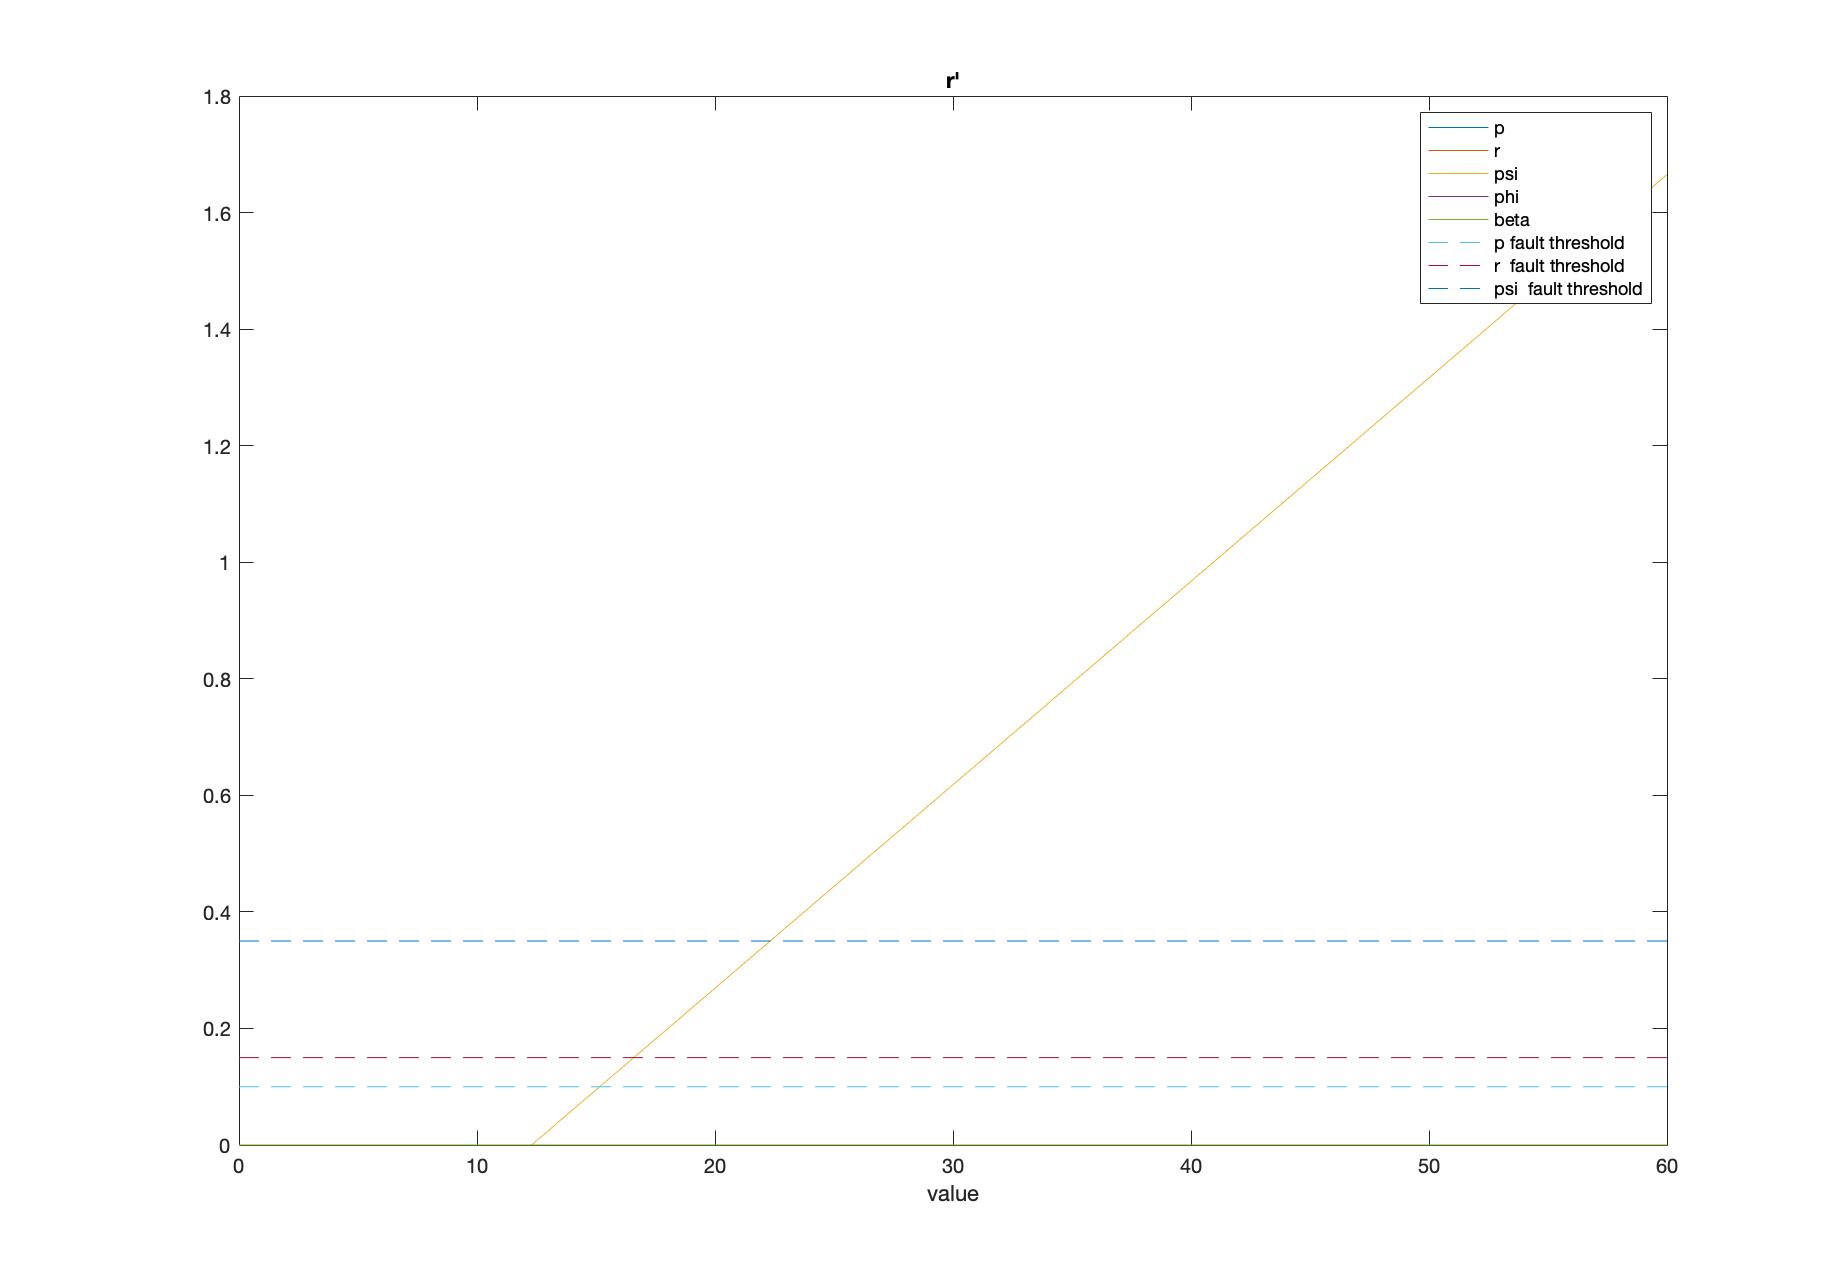 r'
1.8
1.6
1.4
1.2
1
0.8
0.6
0.4
0.2
0
0 10 20 30 40 50 60
value
p
r
psi
phi
beta
p fault threshold
r  fault threshold
psi  fault threshold